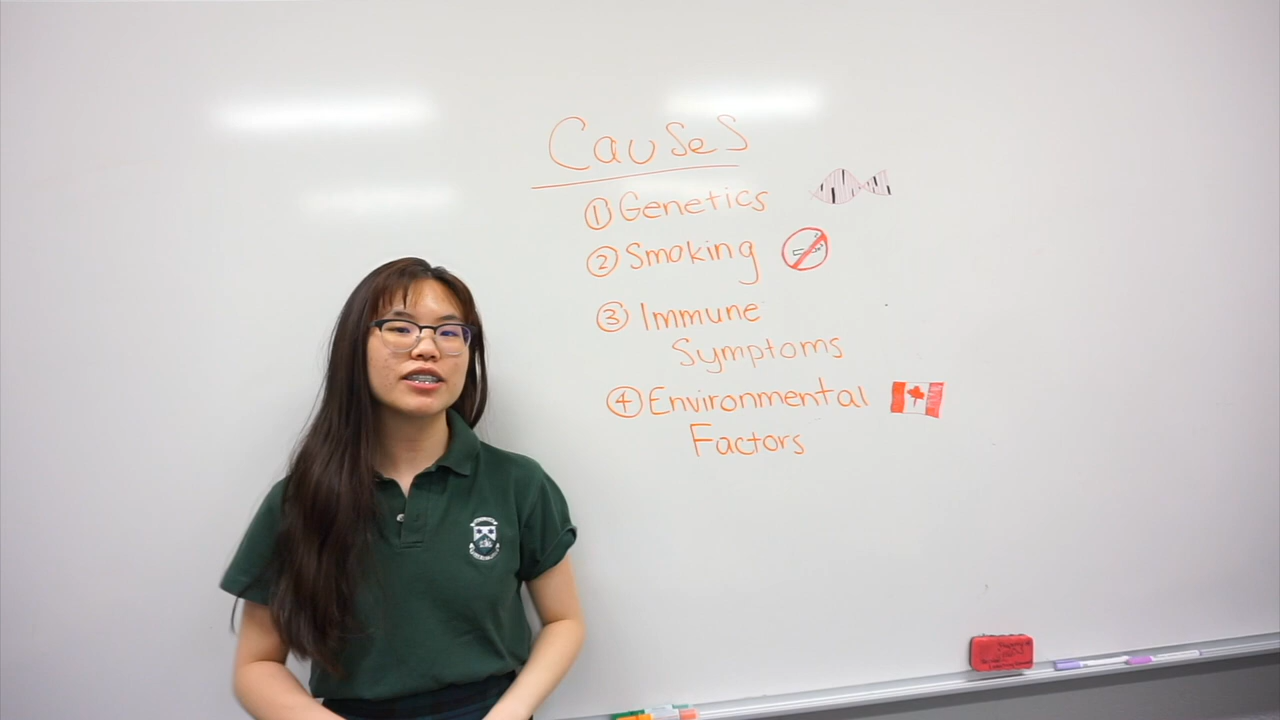 Causes
① Genetics
② Smoking
③ Immune
Symptoms
④ Environmental
Factors